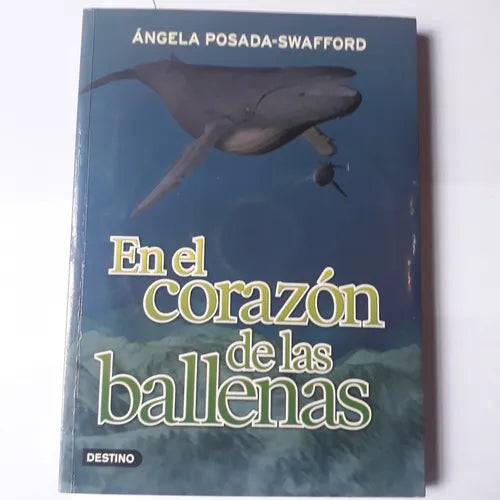 ÁNGELA POSADA-SWAFFORD
En el
corazón
de las
ballenas
DESTINO